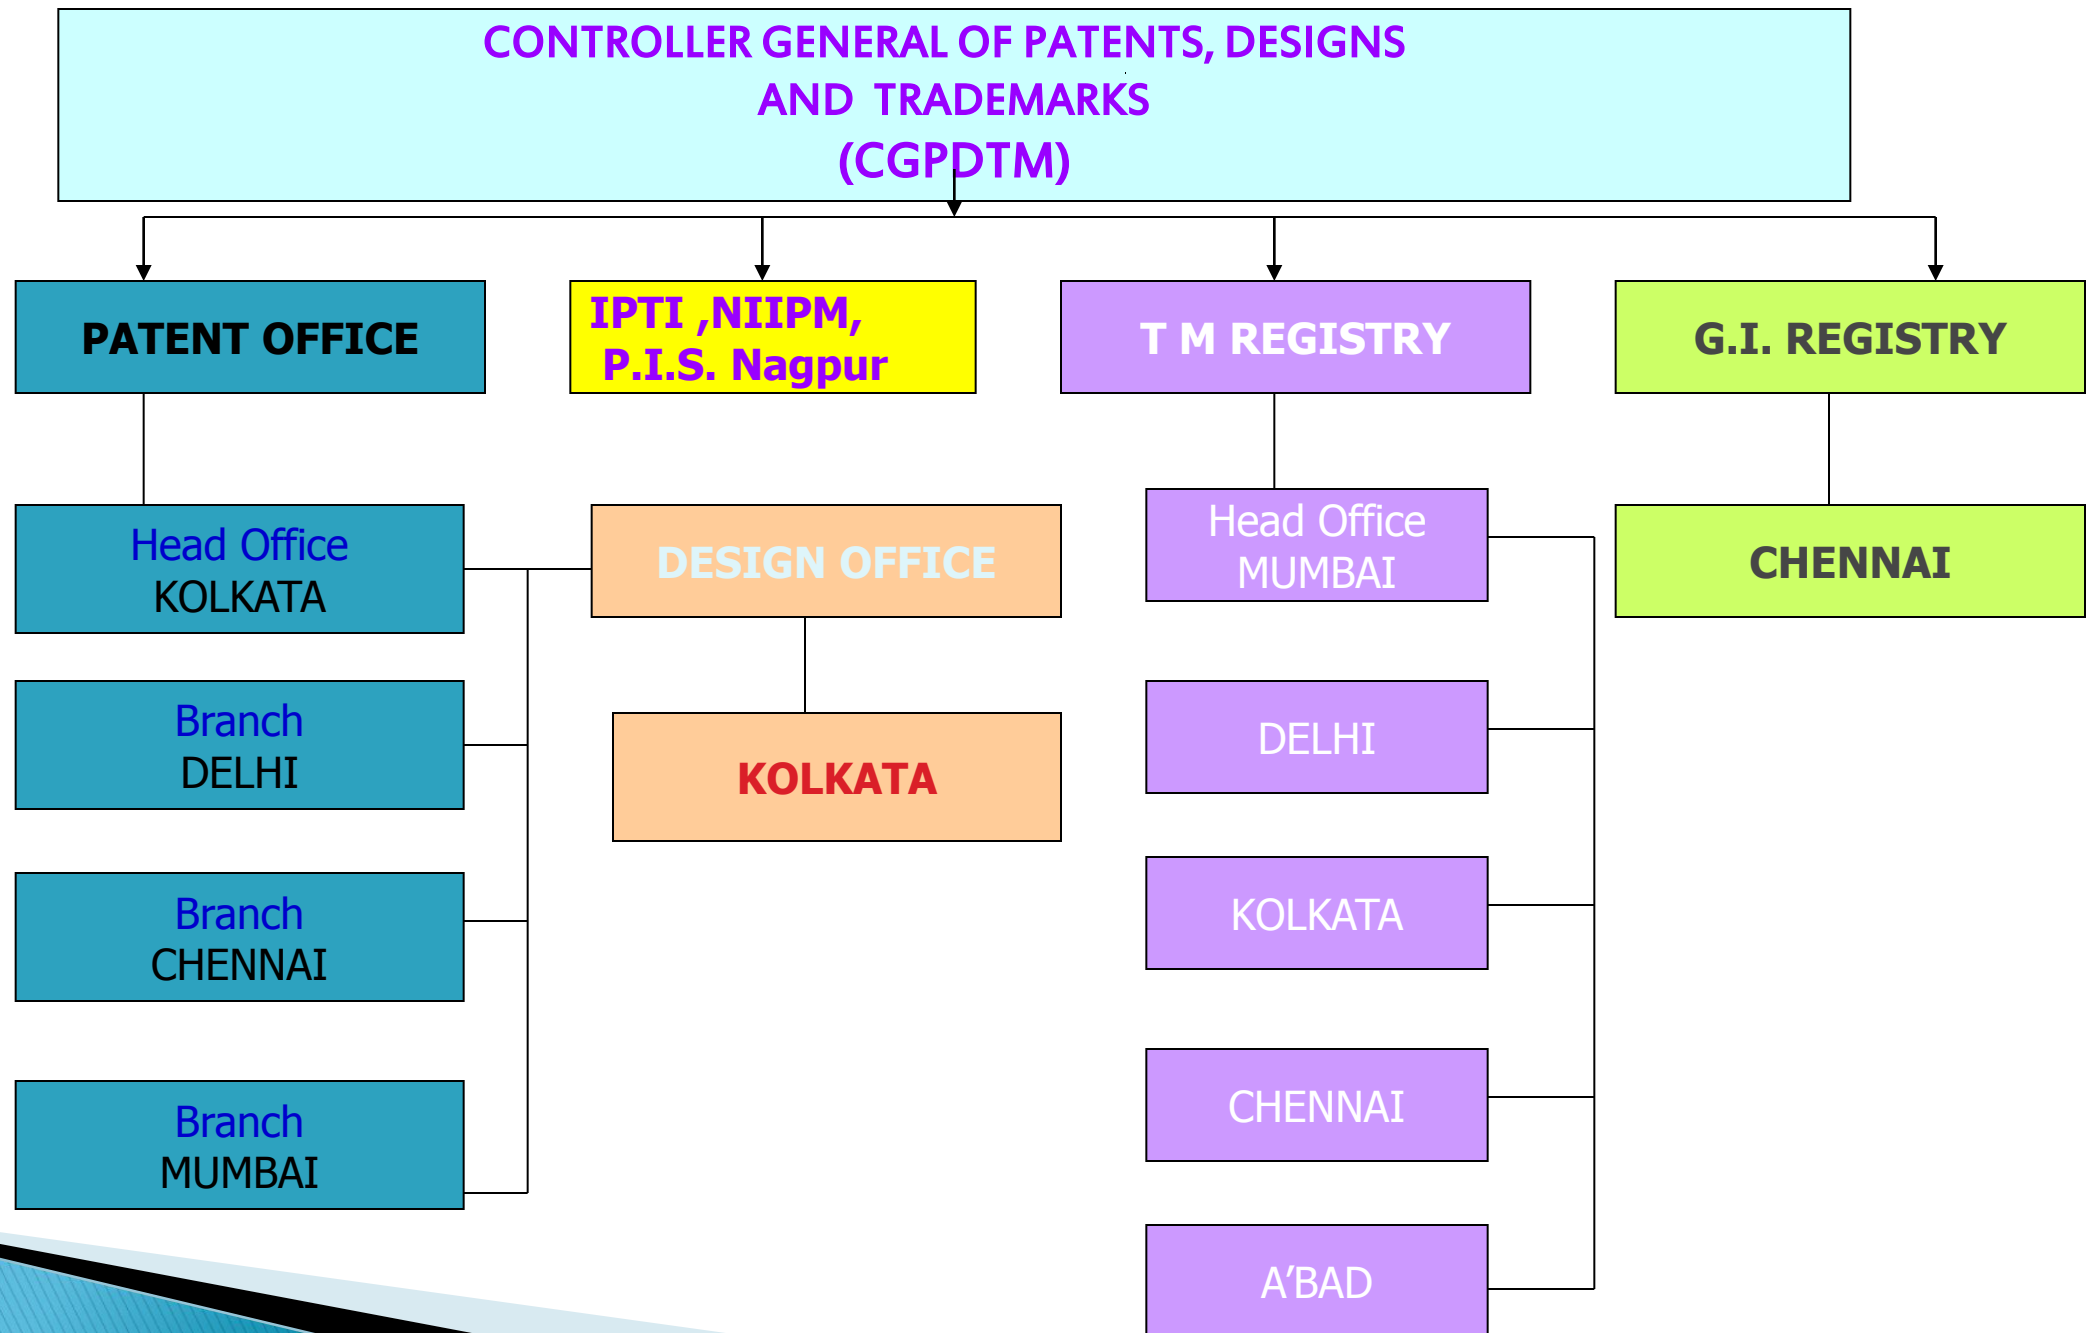 CONTROLLER GENERAL OF PATENTS, DESIGNS
AND TRADEMARKS
(CGPDTM)
PATENT OFFICE
IPTI ,NIIPM,
P.I.S. Nagpur
T M REGISTRY
G.I. REGISTRY
Head Office
KOLKATA
DESIGN OFFICE
Head Office
MUMBAI
CHENNAI
Branch
DELHI
KOLKATA
DELHI
Branch
CHENNAI
KOLKATA
Branch
MUMBAI
CHENNAI
A’BAD